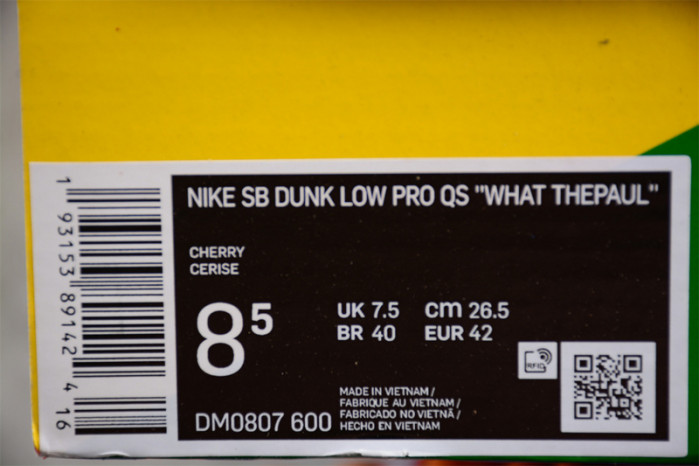 NIKE SB DUNK LOW PRO QS "WHAT THEPAUL"
CHERRY
CERISE
8 5
UK 7.5 cm 26.5
BR 40 EUR 42
RFID
MADE IN VIETNAM /
FABRIQUE AU VIETNAM /
FABRICADO NO VIETNÃ /
HECHO EN VIETNAM
DM0807 600
1 93153 89142 4 16